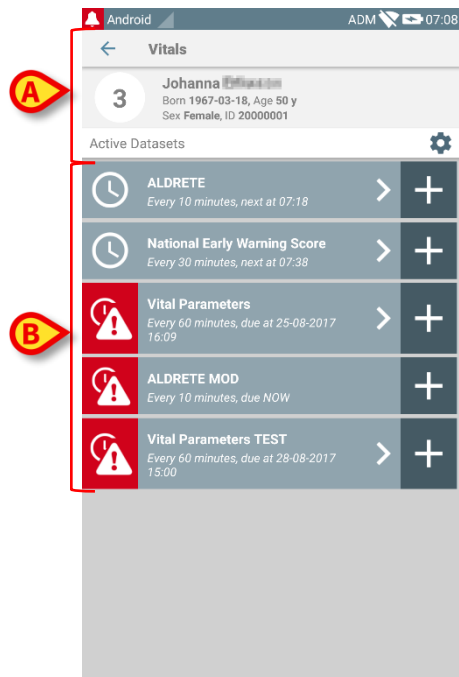 Android ADM 07:08
Vitals
3
Johanna
Born 1967-03-18, Age 50 y
Sex Female, ID 20000001
Active Datasets
A
ALDRETE
Every 10 minutes, next at 07:18
National Early Warning Score
Every 30 minutes, next at 07:38
Vital Parameters
Every 60 minutes, due at 25-08-2017
16:09
B
ALDRETE MOD
Every 10 minutes, due NOW
Vital Parameters TEST
Every 60 minutes, due at 28-08-2017
15:00